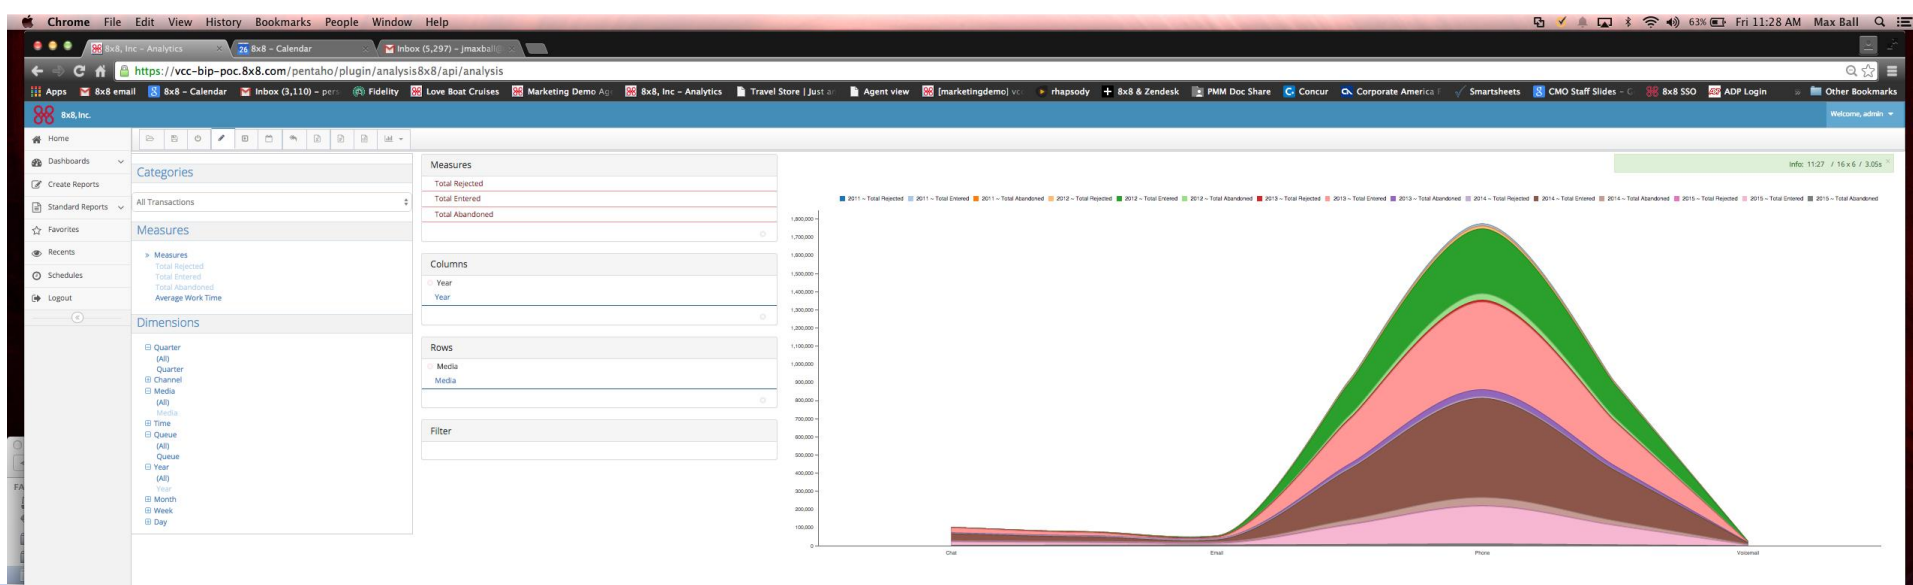 Chrome File Edit View History Bookmarks People Window Help 63% Fri 11:28 AM Max Ball
8x8, Inc – Analytics 26 8x8 – Calendar Inbox (5,297) – jmaxball@
https://vcc-bip-poc.8x8.com/pentaho/plugin/analysis8x8/api/analysis
Apps 8x8 email 8 8x8 – Calendar Inbox (3,110) – pers Fidelity Love Boat Cruises Marketing Demo Ag 8x8, Inc – Analytics Travel Store | Just a Agent view [marketingdemo] vc rhapsody 8x8 & Zendesk PMM Doc Share Concur Corporate America Smartsheets 8 CMO Staff Slides – 8x8 SSO ADP Login » Other Bookmarks
8x8, Inc. Welcome, admin
Home
Dashboards
Create Reports
Standard Reports
Favorites
Recents
Schedules
Logout
Categories
All Transactions
Measures
» Measures
Total Rejected
Total Entered
Total Abandoned
Average Work Time
Dimensions
Quarter
(All)
Quarter
Channel
Media
(All)
Media
Time
Queue
(All)
Queue
Year
(All)
Year
Month
Week
Day
Measures
Total Rejected
Total Entered
Total Abandoned
Columns
Year
Year
Rows
Media
Media
Filter
Info: 11:27 / 16 x 6 / 3.05s
2011 ~ Total Rejected 2011 ~ Total Entered 2011 ~ Total Abandoned 2012 ~ Total Rejected 2012 ~ Total Entered 2012 ~ Total Abandoned 2013 ~ Total Rejected 2013 ~ Total Entered 2013 ~ Total Abandoned 2014 ~ Total Rejected 2014 ~ Total Entered 2014 ~ Total Abandoned 2015 ~ Total Rejected 2015 ~ Total Entered 2015 ~ Total Abandoned
1,800,000
1,700,000
1,600,000
1,500,000
1,400,000
1,300,000
1,200,000
1,100,000
1,000,000
900,000
800,000
700,000
600,000
500,000
400,000
300,000
200,000
100,000
0
Chat Email Phone Voicemail
FA